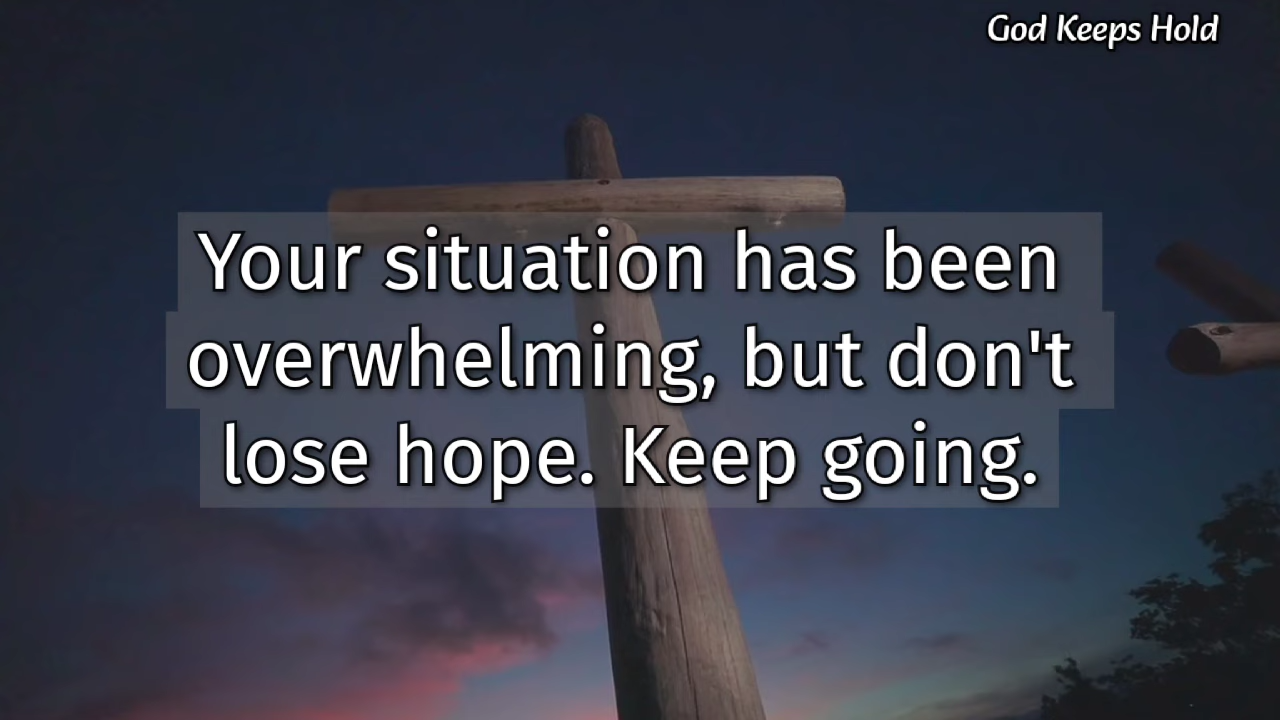 God Keeps Hold
Your situation has been
overwhelming, but don't
lose hope. Keep going.